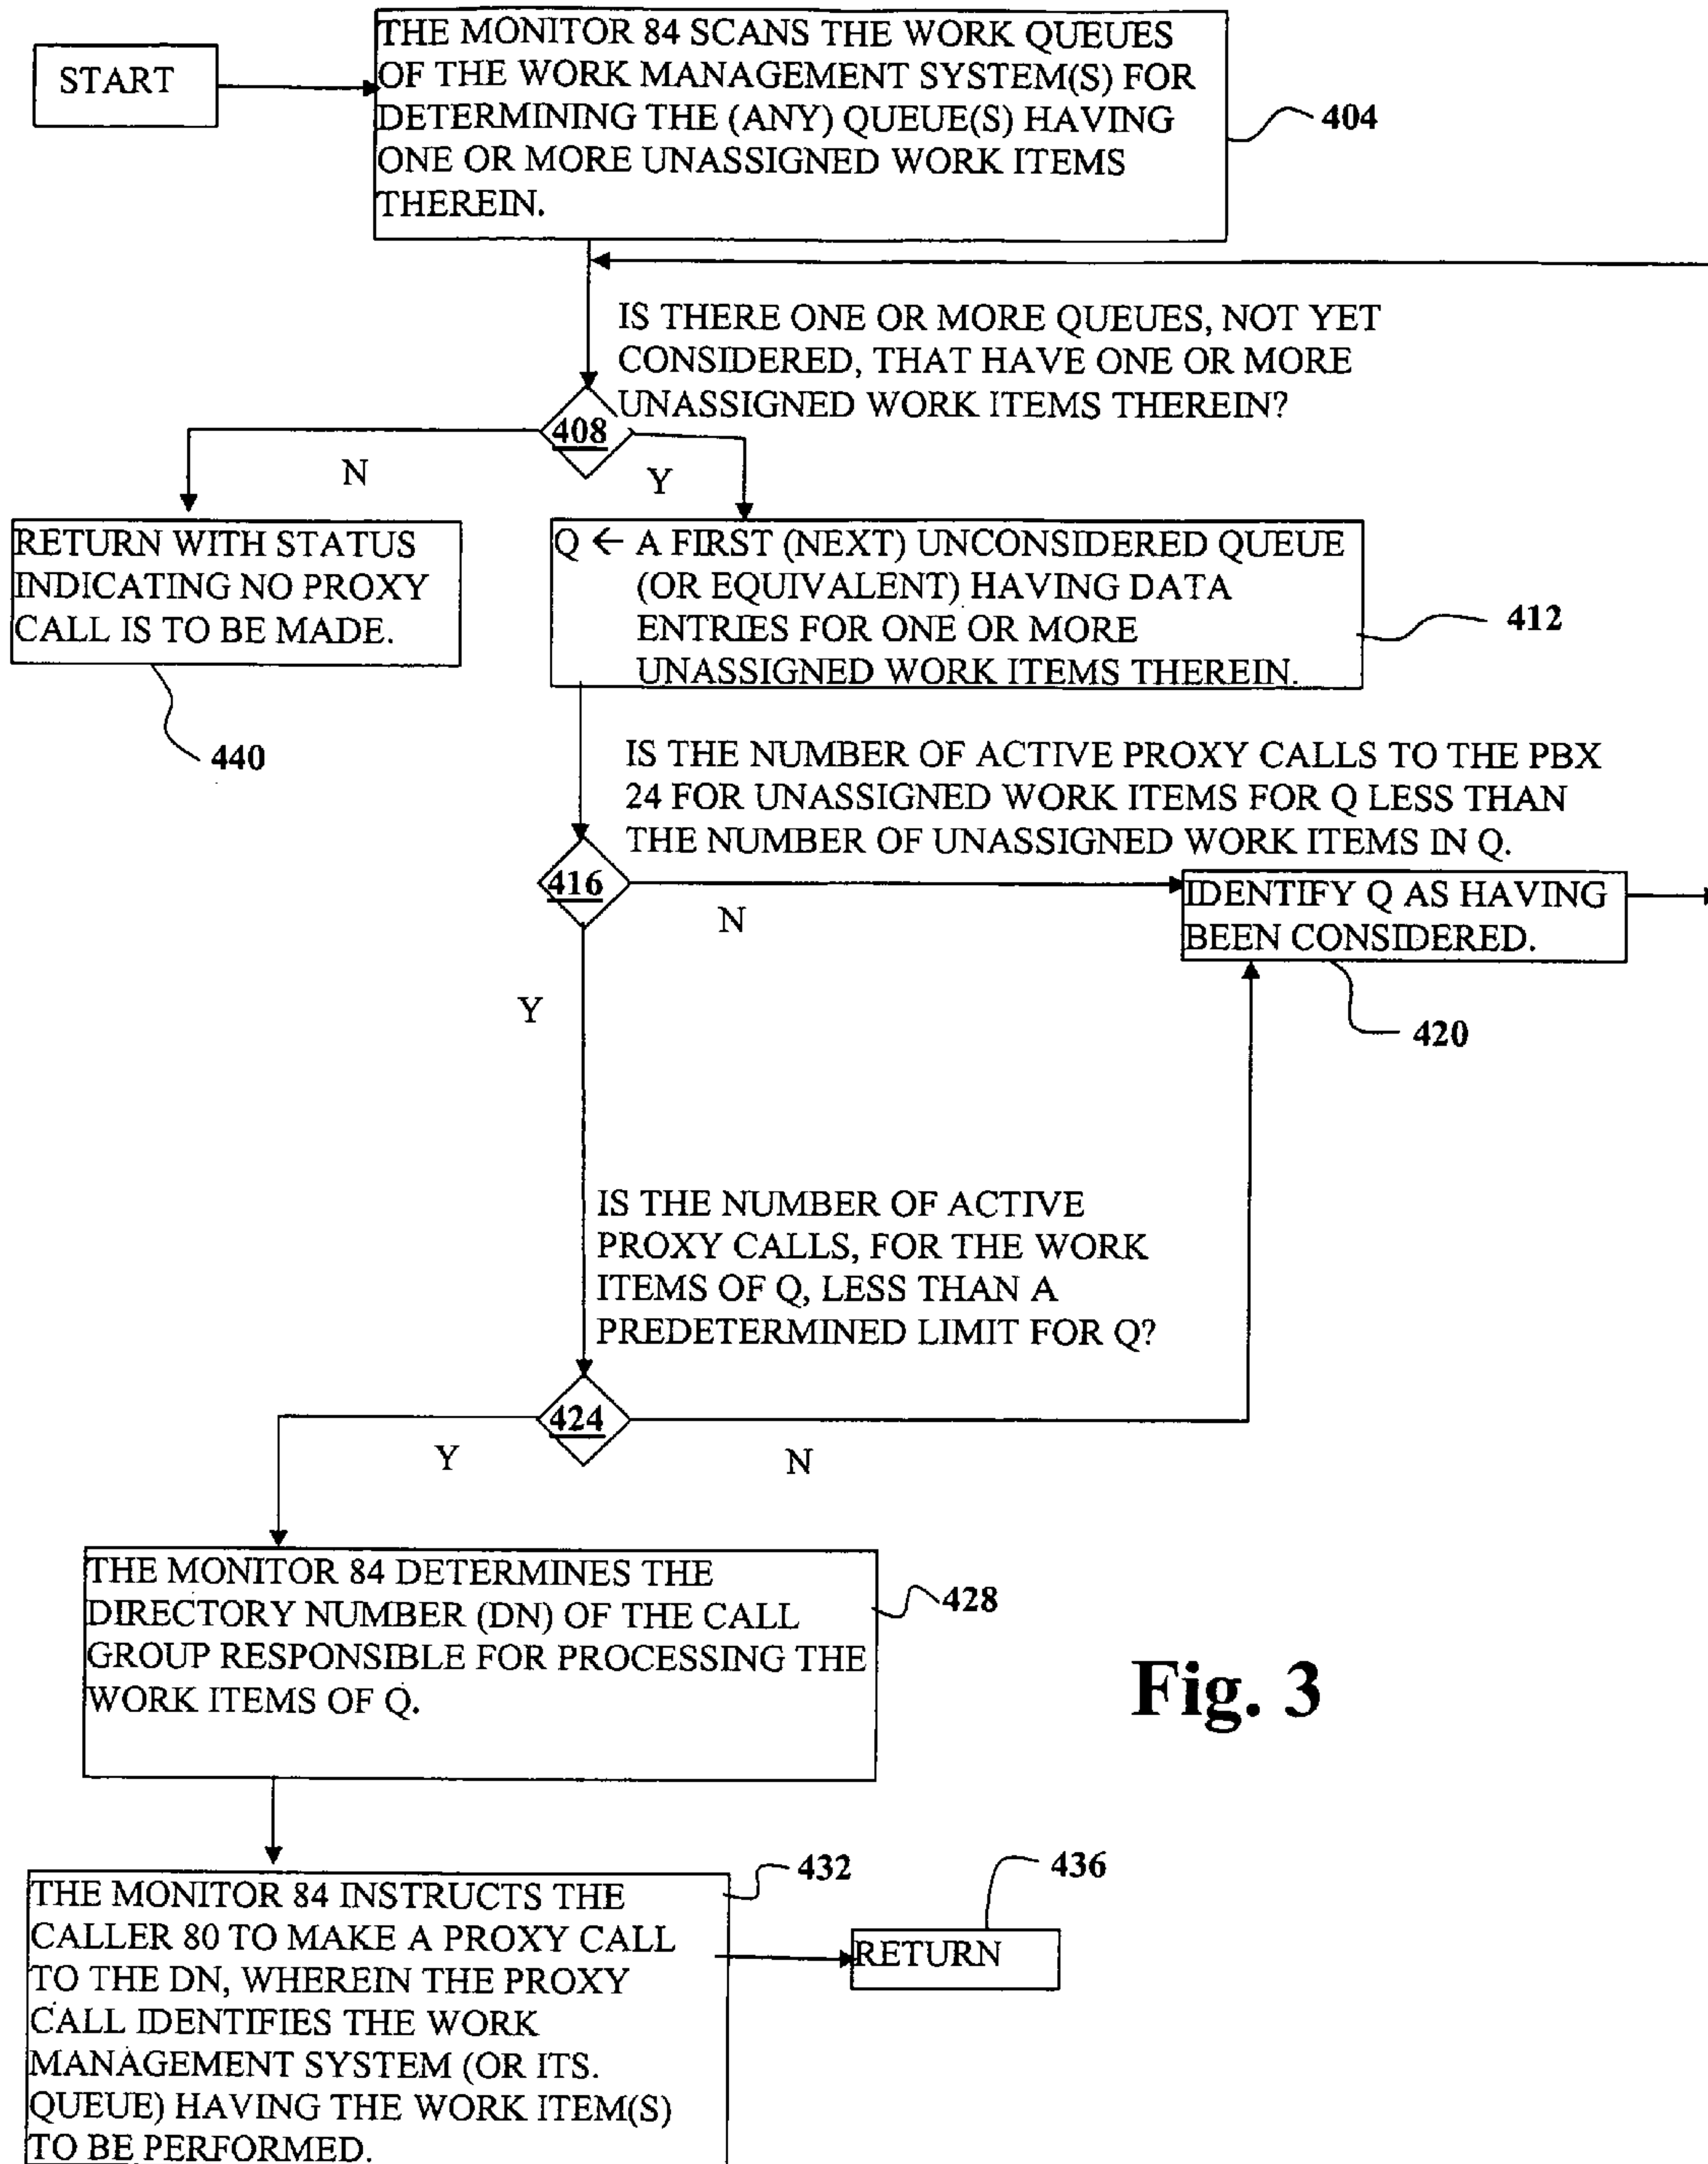 START
THE MONITOR 84 SCANS THE WORK QUEUES
OF THE WORK MANAGEMENT SYSTEM(S) FOR
DETERMINING THE (ANY) QUEUE(S) HAVING
ONE OR MORE UNASSIGNED WORK ITEMS
THEREIN.
404
IS THERE ONE OR MORE QUEUES, NOT YET
CONSIDERED, THAT HAVE ONE OR MORE
UNASSIGNED WORK ITEMS THEREIN?
408
N
Y
RETURN WITH STATUS
INDICATING NO PROXY
CALL IS TO BE MADE.
440
Q ← A FIRST (NEXT) UNCONSIDERED QUEUE
(OR EQUIVALENT) HAVING DATA
ENTRIES FOR ONE OR MORE
UNASSIGNED WORK ITEMS THEREIN.
412
IS THE NUMBER OF ACTIVE PROXY CALLS TO THE PBX
24 FOR UNASSIGNED WORK ITEMS FOR Q LESS THAN
THE NUMBER OF UNASSIGNED WORK ITEMS IN Q.
416
N
Y
IDENTIFY Q AS HAVING
BEEN CONSIDERED.
420
IS THE NUMBER OF ACTIVE
PROXY CALLS, FOR THE WORK
ITEMS OF Q, LESS THAN A
PREDETERMINED LIMIT FOR Q?
424
Y
N
THE MONITOR 84 DETERMINES THE
DIRECTORY NUMBER (DN) OF THE CALL
GROUP RESPONSIBLE FOR PROCESSING THE
WORK ITEMS OF Q.
428
Fig. 3
THE MONITOR 84 INSTRUCTS THE
CALLER 80 TO MAKE A PROXY CALL
TO THE DN, WHEREIN THE PROXY
CALL IDENTIFIES THE WORK
MANAGEMENT SYSTEM (OR ITS.
QUEUE) HAVING THE WORK ITEM(S)
TO BE PERFORMED.
432
436
RETURN